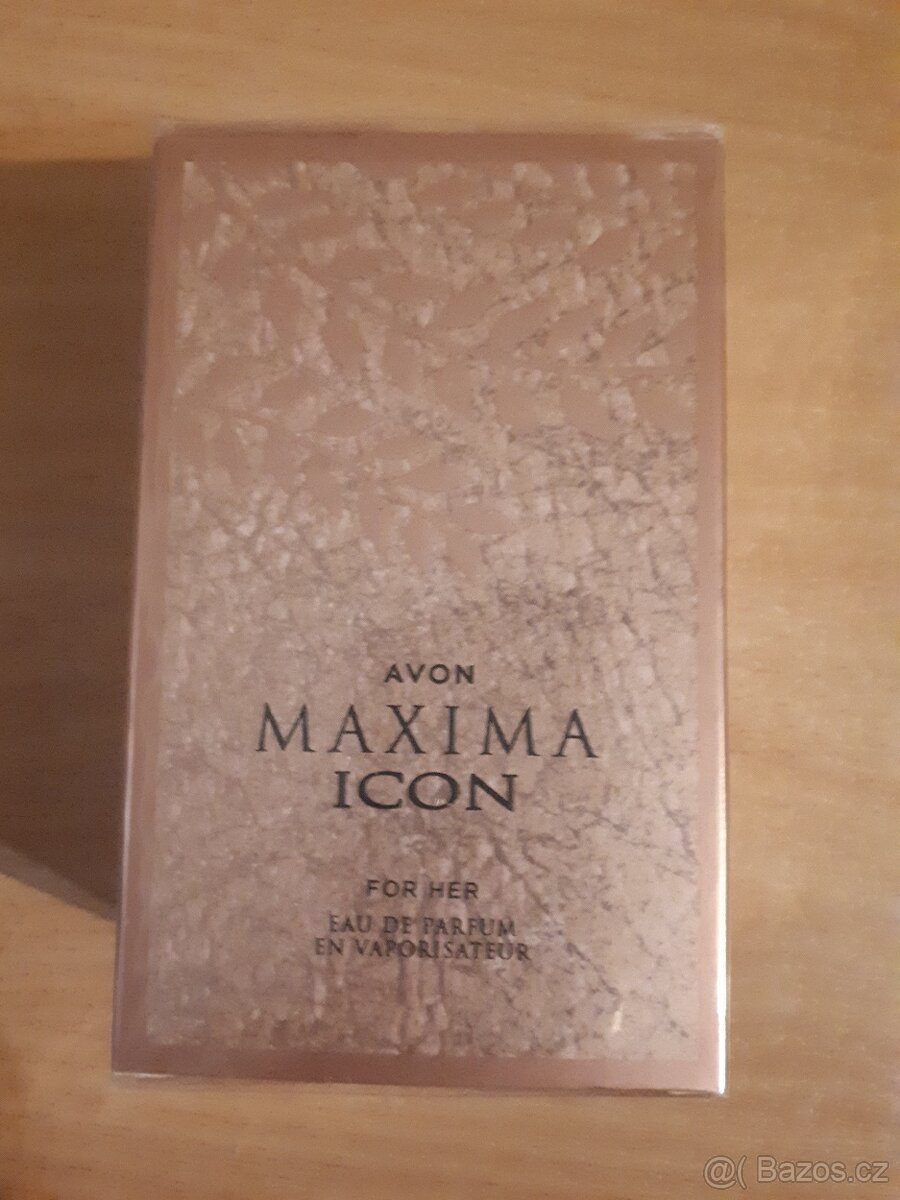 AVON
MAXIMA
ICON
FOR HER
EAU DE PARFUM
EN VAPORISATEUR
@( Bazos.cz